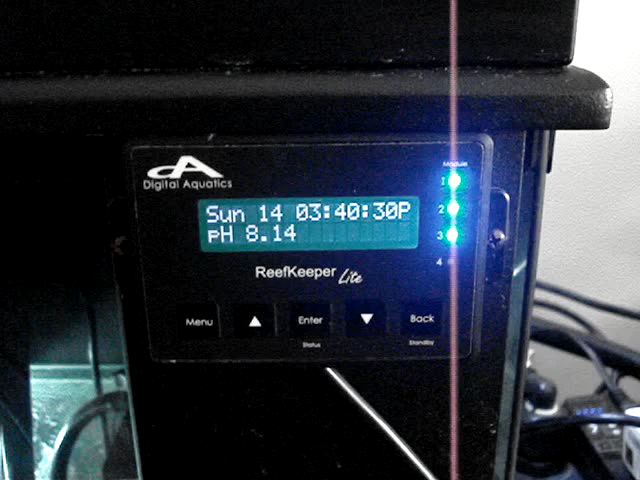 dA
Digital Aquatics
Module
1
Sun 14 03:40:30P
2
pH 8.14
3
4
ReefKeeper Lite
Menu ▲ Enter ▼ Back
Status Standby